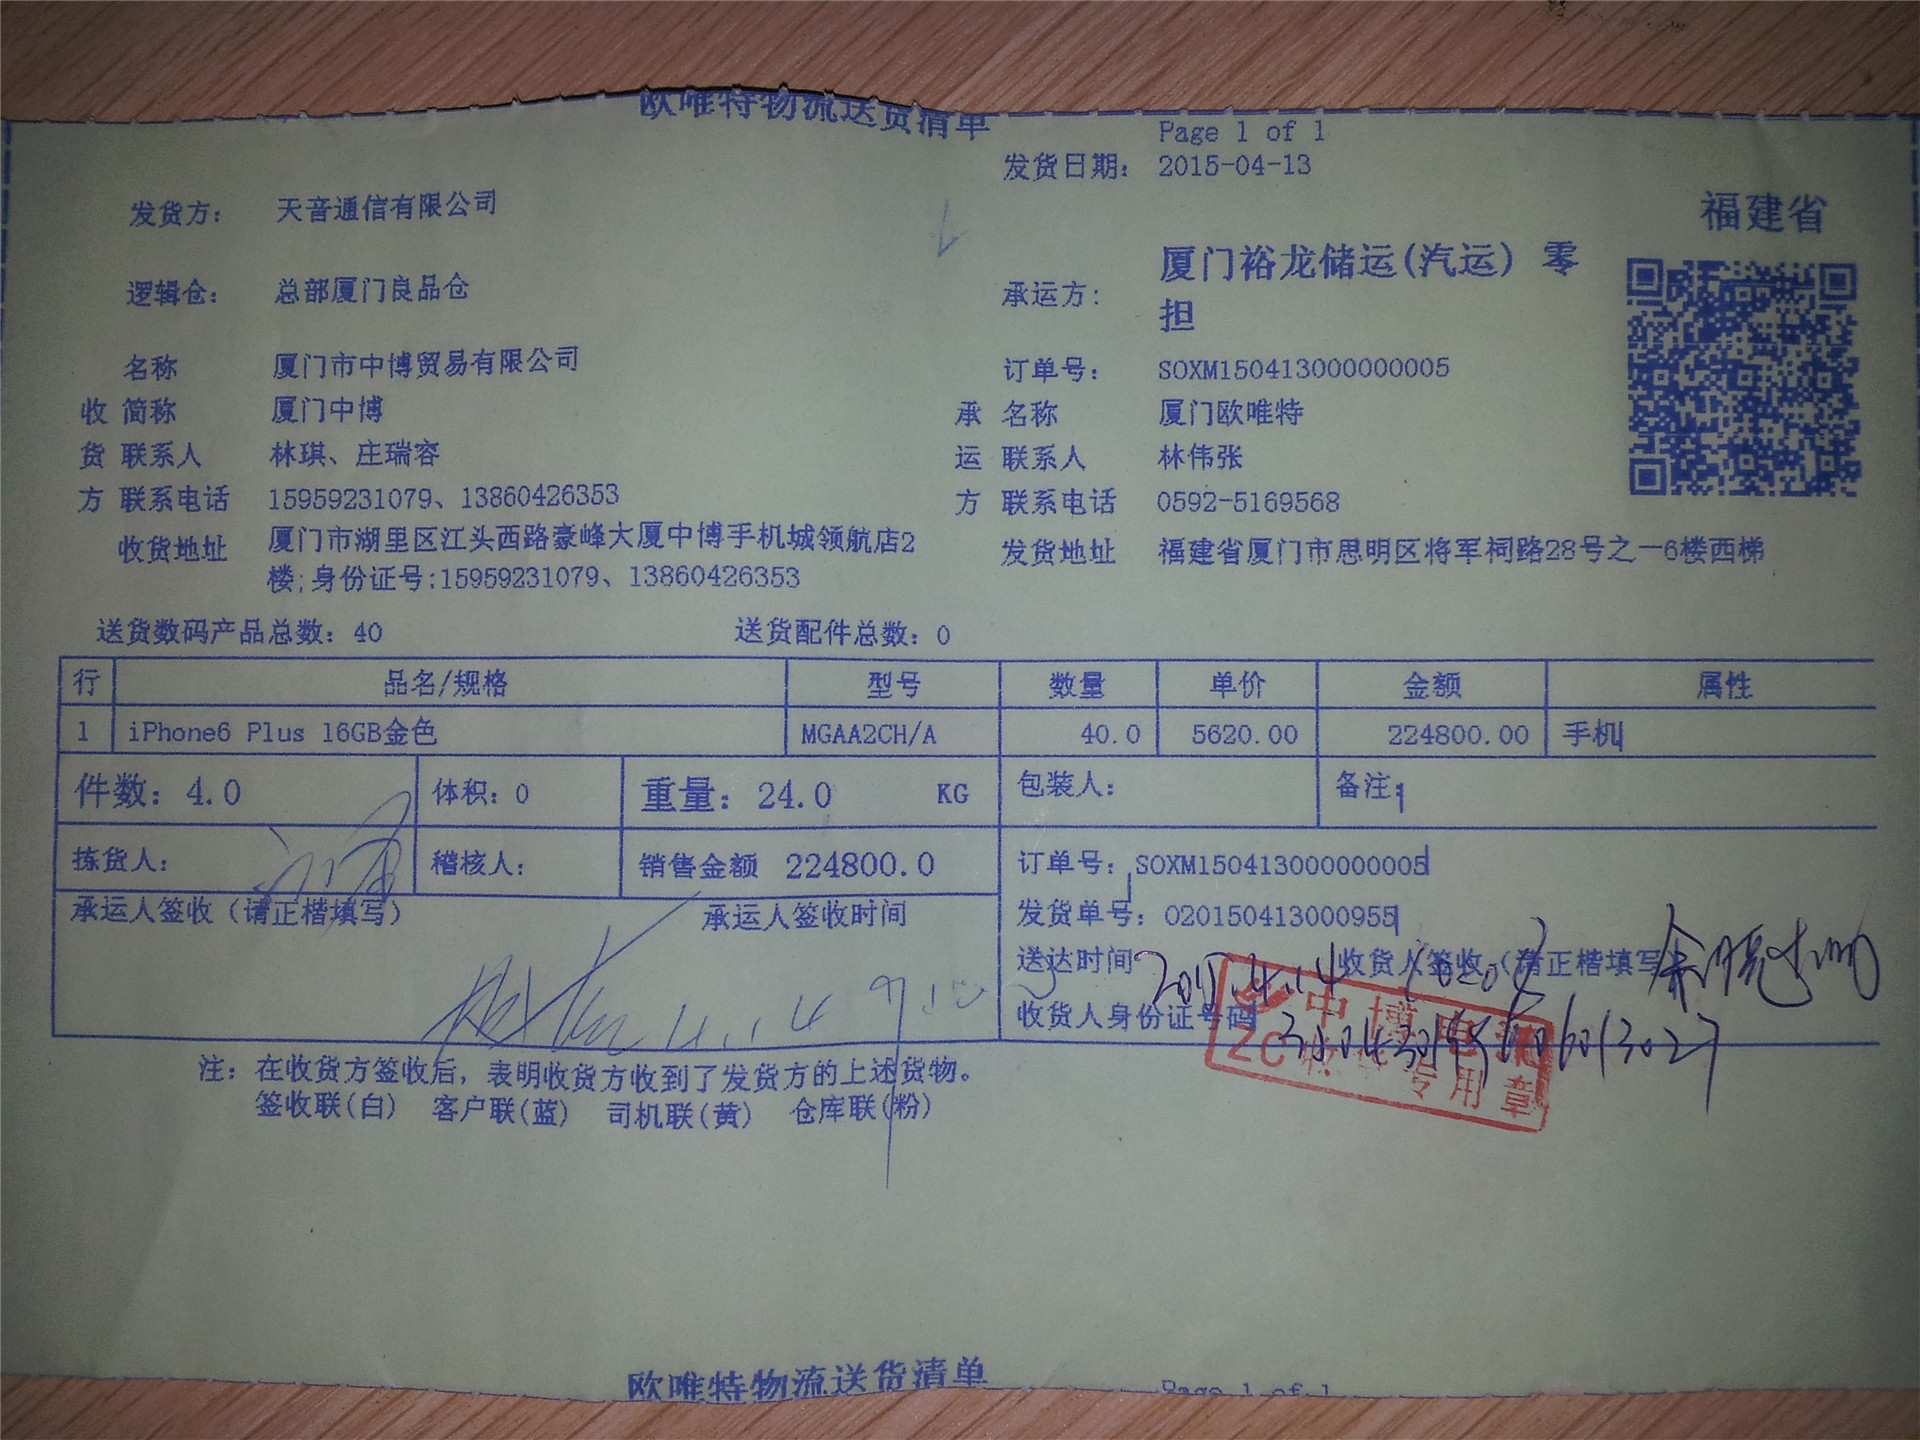 欧唯特物流送货清单
Page 1 of 1
发货日期： 2015-04-13
福建省
发货方： 天音通信有限公司
逻辑仓： 总部厦门良品仓
承运方： 厦门裕龙储运(汽运) 零
担
名称 厦门市中博贸易有限公司 订单号： SOXM150413000000005
收 简称 厦门中博 承 名称 厦门欧唯特
货 联系人 林琪、庄瑞容 运 联系人 林伟张
方 联系电话 15959231079、13860426353 方 联系电话 0592-5169568
收货地址 厦门市湖里区江头西路豪峰大厦中博手机城领航店2 发货地址 福建省厦门市思明区将军祠路28号之一6楼西梯
楼;身份证号:15959231079、13860426353
送货数码产品总数：40 送货配件总数：0
行 品名/规格 型号 数量 单价 金额 属性
1 iPhone6 Plus 16GB金色 MGAA2CH/A 40.0 5620.00 224800.00 手机
件数：4.0 体积：0 重量：24.0 KG 包装人： 备注：
拣货人： 稽核人： 销售金额 224800.0 订单号：SOXM150413000000005
承运人签收（请正楷填写） 承运人签收时间 发货单号：O20150413000955
送达时间 收货人签收（请正楷填写
4.14
收货人身份证号码
中博电
ZC 专用章
注：在收货方签收后，表明收货方收到了发货方的上述货物。
签收联(白) 客户联(蓝) 司机联(黄) 仓库联(粉)
欧唯特物流送货清单
Page 1 of 1